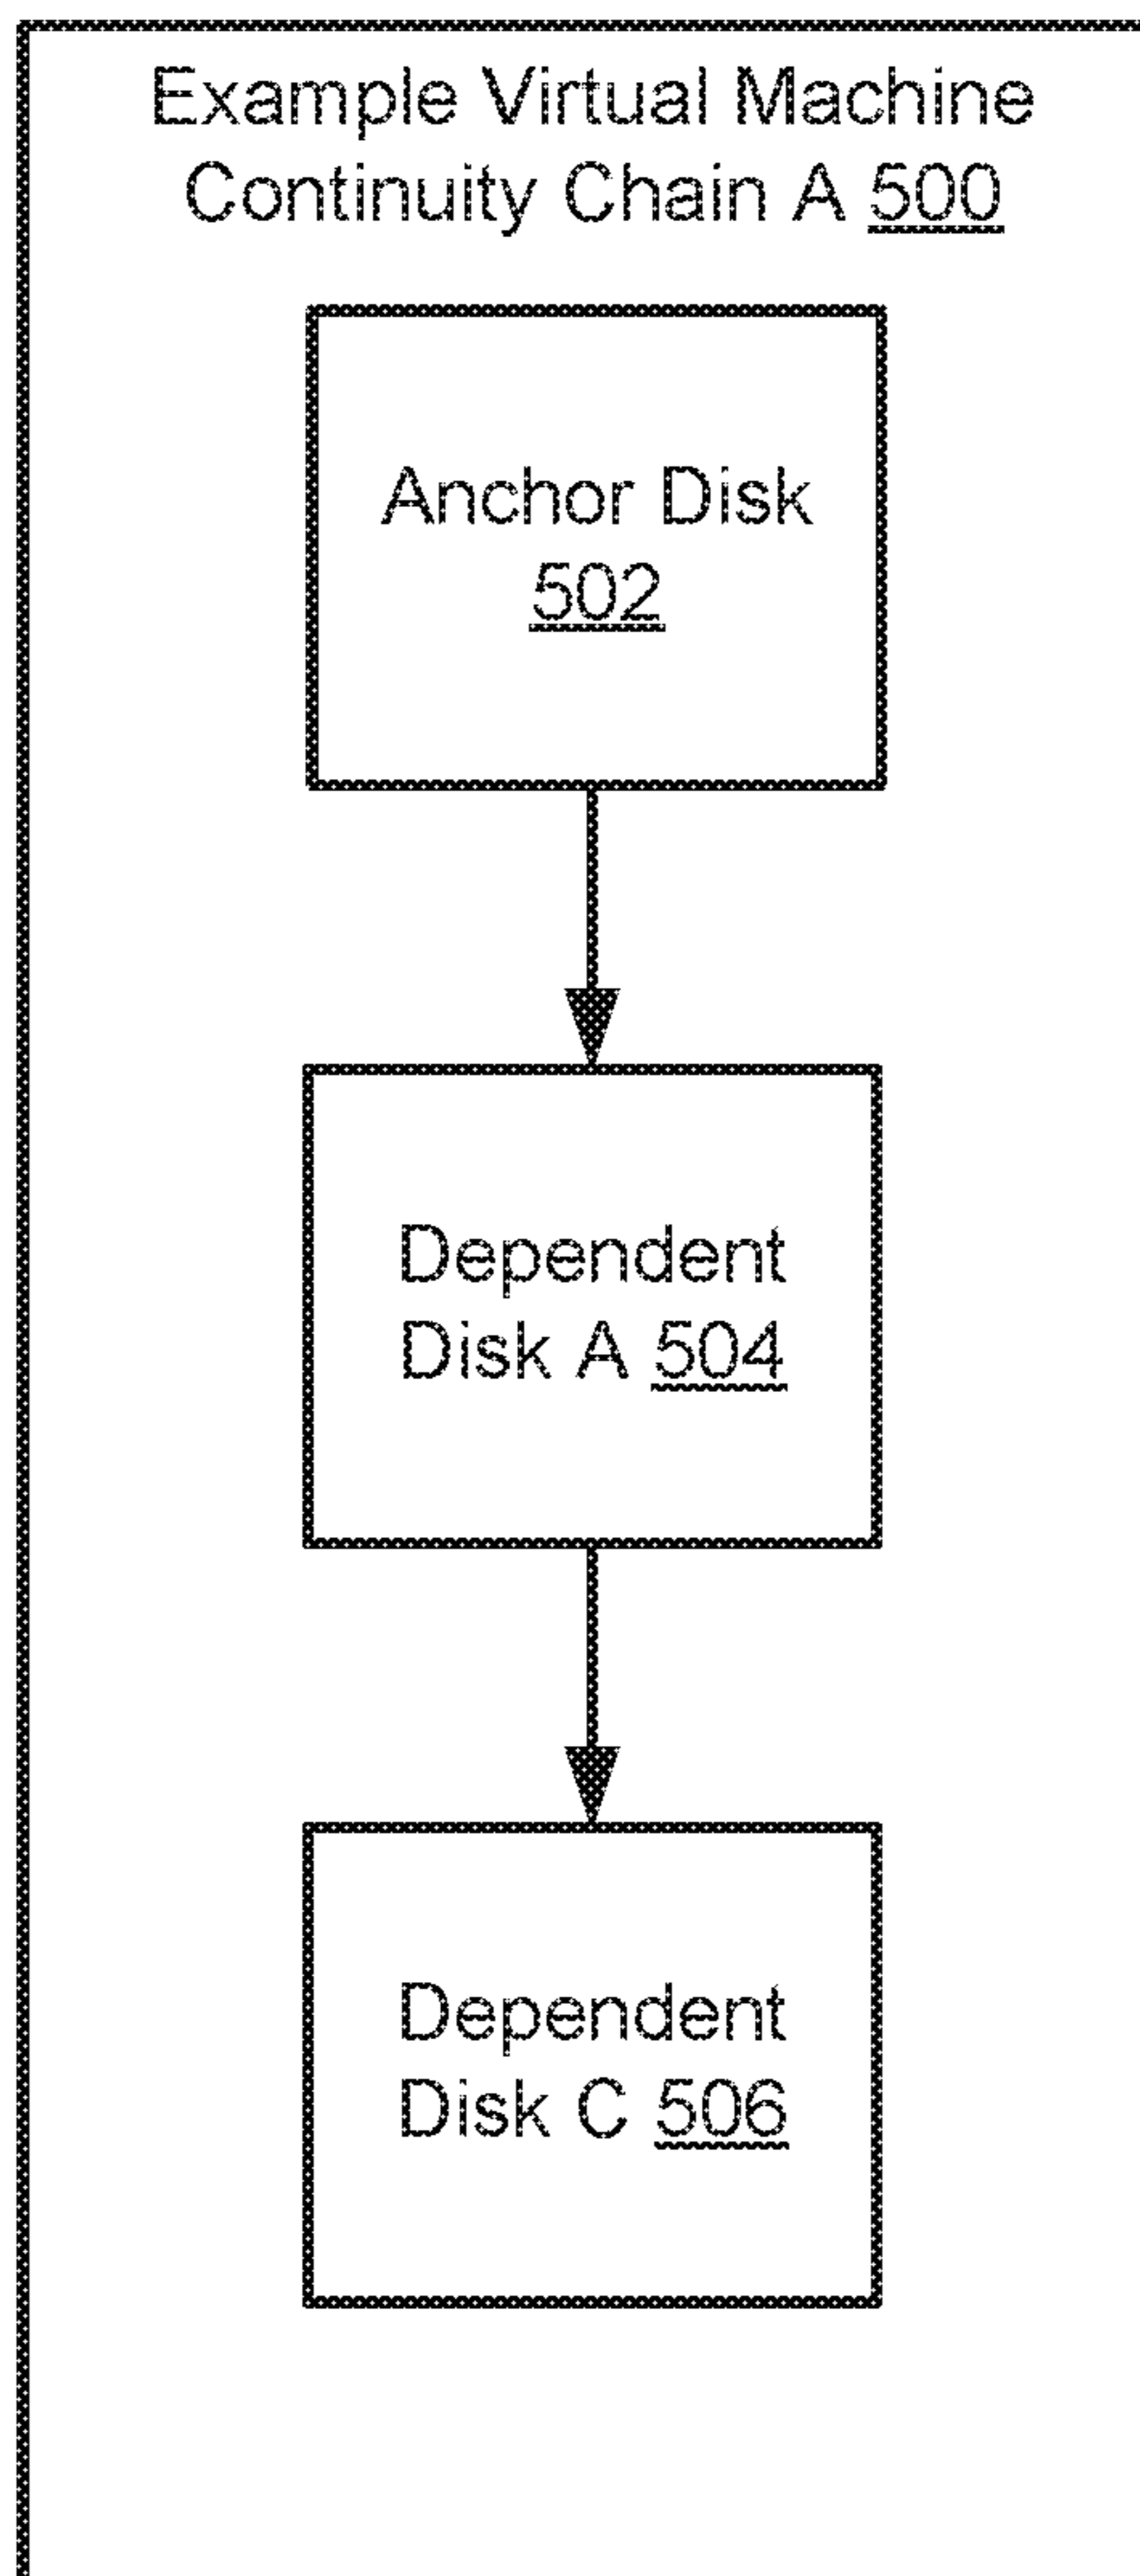 Example Virtual Machine
Continuity Chain A 500
Anchor Disk
502
Dependent
Disk A 504
Dependent
Disk C 506